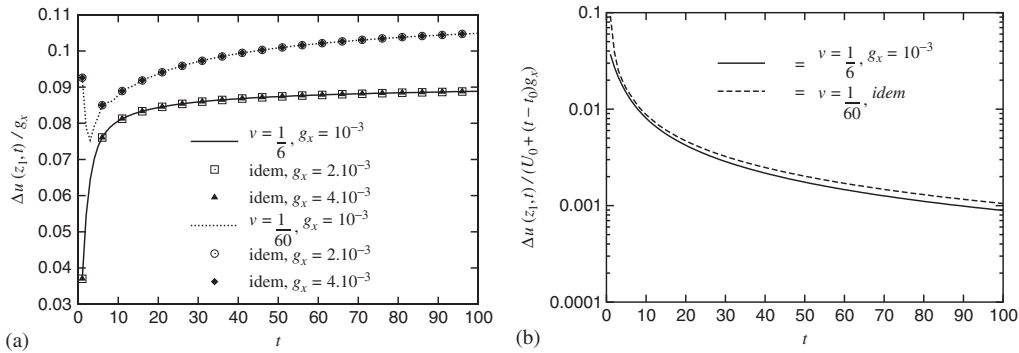 0.11
0.1
0.09
0.08
0.07
0.06
0.05
0.04
0.03
Δu (z₁, t) / gₓ
v = 1/6, gₓ = 10⁻³
idem, gₓ = 2.10⁻³
idem, gₓ = 4.10⁻³
v = 1/60, gₓ = 10⁻³
idem, gₓ = 2.10⁻³
idem, gₓ = 4.10⁻³
0 10 20 30 40 50 60 70 80 90 100
t
(a)
0.1
0.01
0.001
0.0001
Δu (z₁, t) / (U₀ + (t − t₀)gₓ)
= v = 1/6, gₓ = 10⁻³
= v = 1/60, idem
0 10 20 30 40 50 60 70 80 90 100
t
(b)